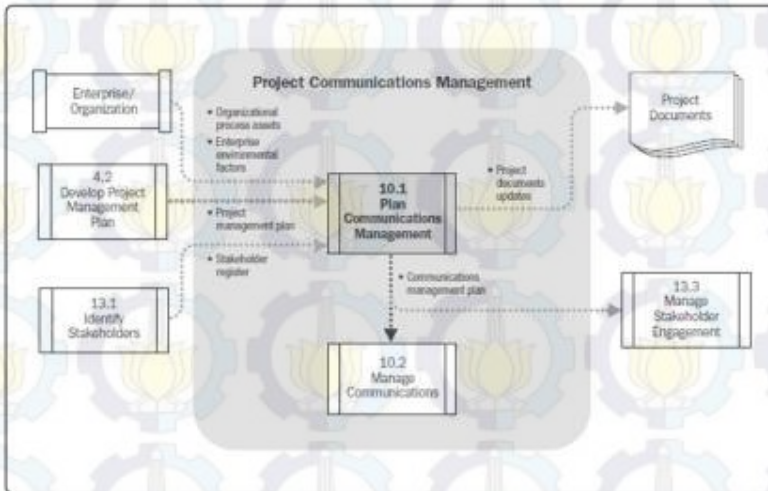 Project Communications Management
Enterprise/
Organization
• Organizational
process assets
• Enterprise
environmental
factors
Project
Documents
4.2
Develop Project
Management
Plan
10.1
Plan
Communications
Management
• Project
documents
updates
• Project
management plan
• Stakeholder
register
13.1
Identify
Stakeholders
• Communications
management plan
13.3
Manage
Stakeholder
Engagement
10.2
Manage
Communications